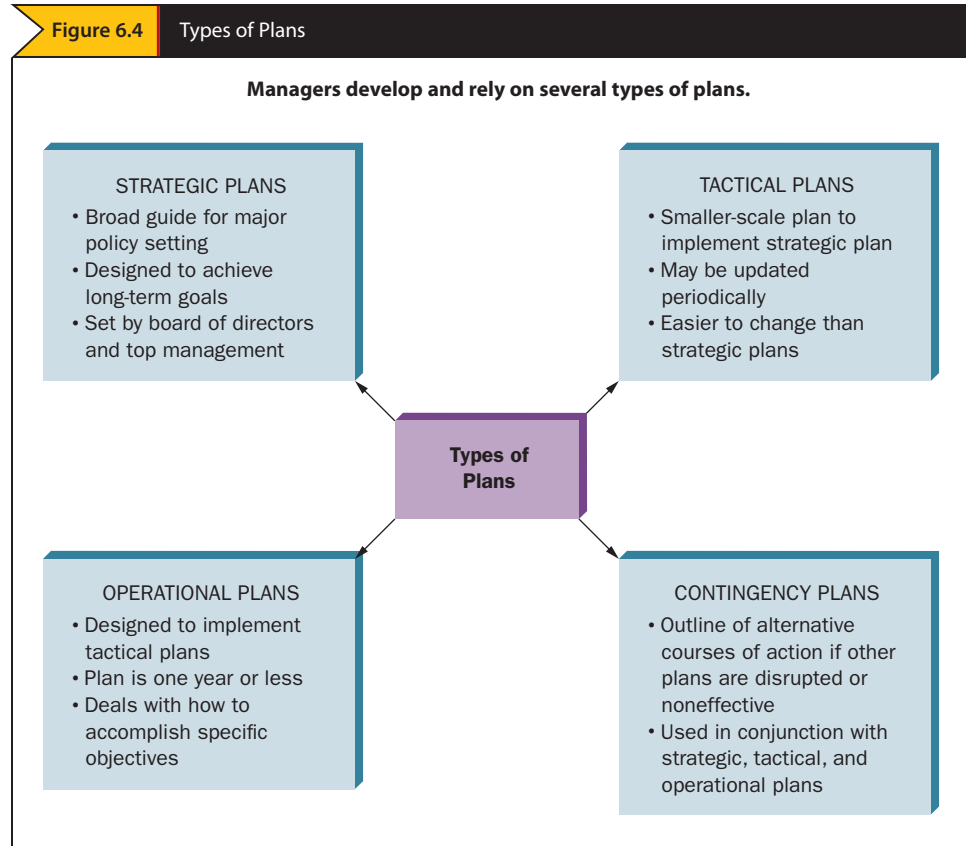 Figure 6.4
Types of Plans
Managers develop and rely on several types of plans.
STRATEGIC PLANS
• Broad guide for major
policy setting
• Designed to achieve
long-term goals
• Set by board of directors
and top management
TACTICAL PLANS
• Smaller-scale plan to
implement strategic plan
• May be updated
periodically
• Easier to change than
strategic plans
Types of
Plans
OPERATIONAL PLANS
• Designed to implement
tactical plans
• Plan is one year or less
• Deals with how to
accomplish specific
objectives
CONTINGENCY PLANS
• Outline of alternative
courses of action if other
plans are disrupted or
noneffective
• Used in conjunction with
strategic, tactical, and
operational plans